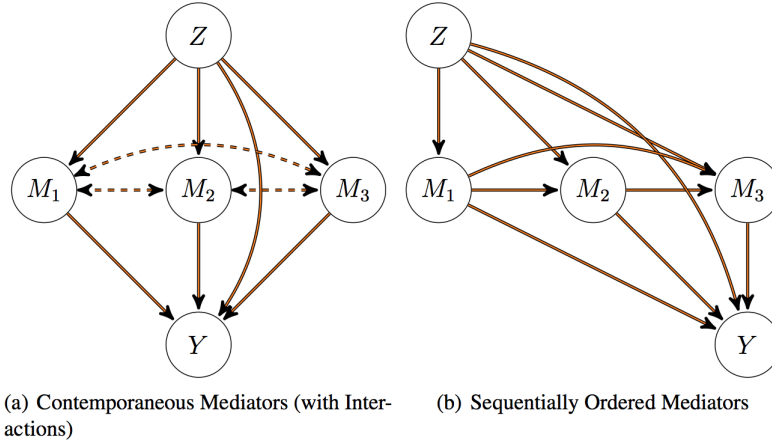 Z
M1
M2
M3
Y
(a) Contemporaneous Mediators (with Inter-
actions)
Z
M1
M2
M3
Y
(b) Sequentially Ordered Mediators